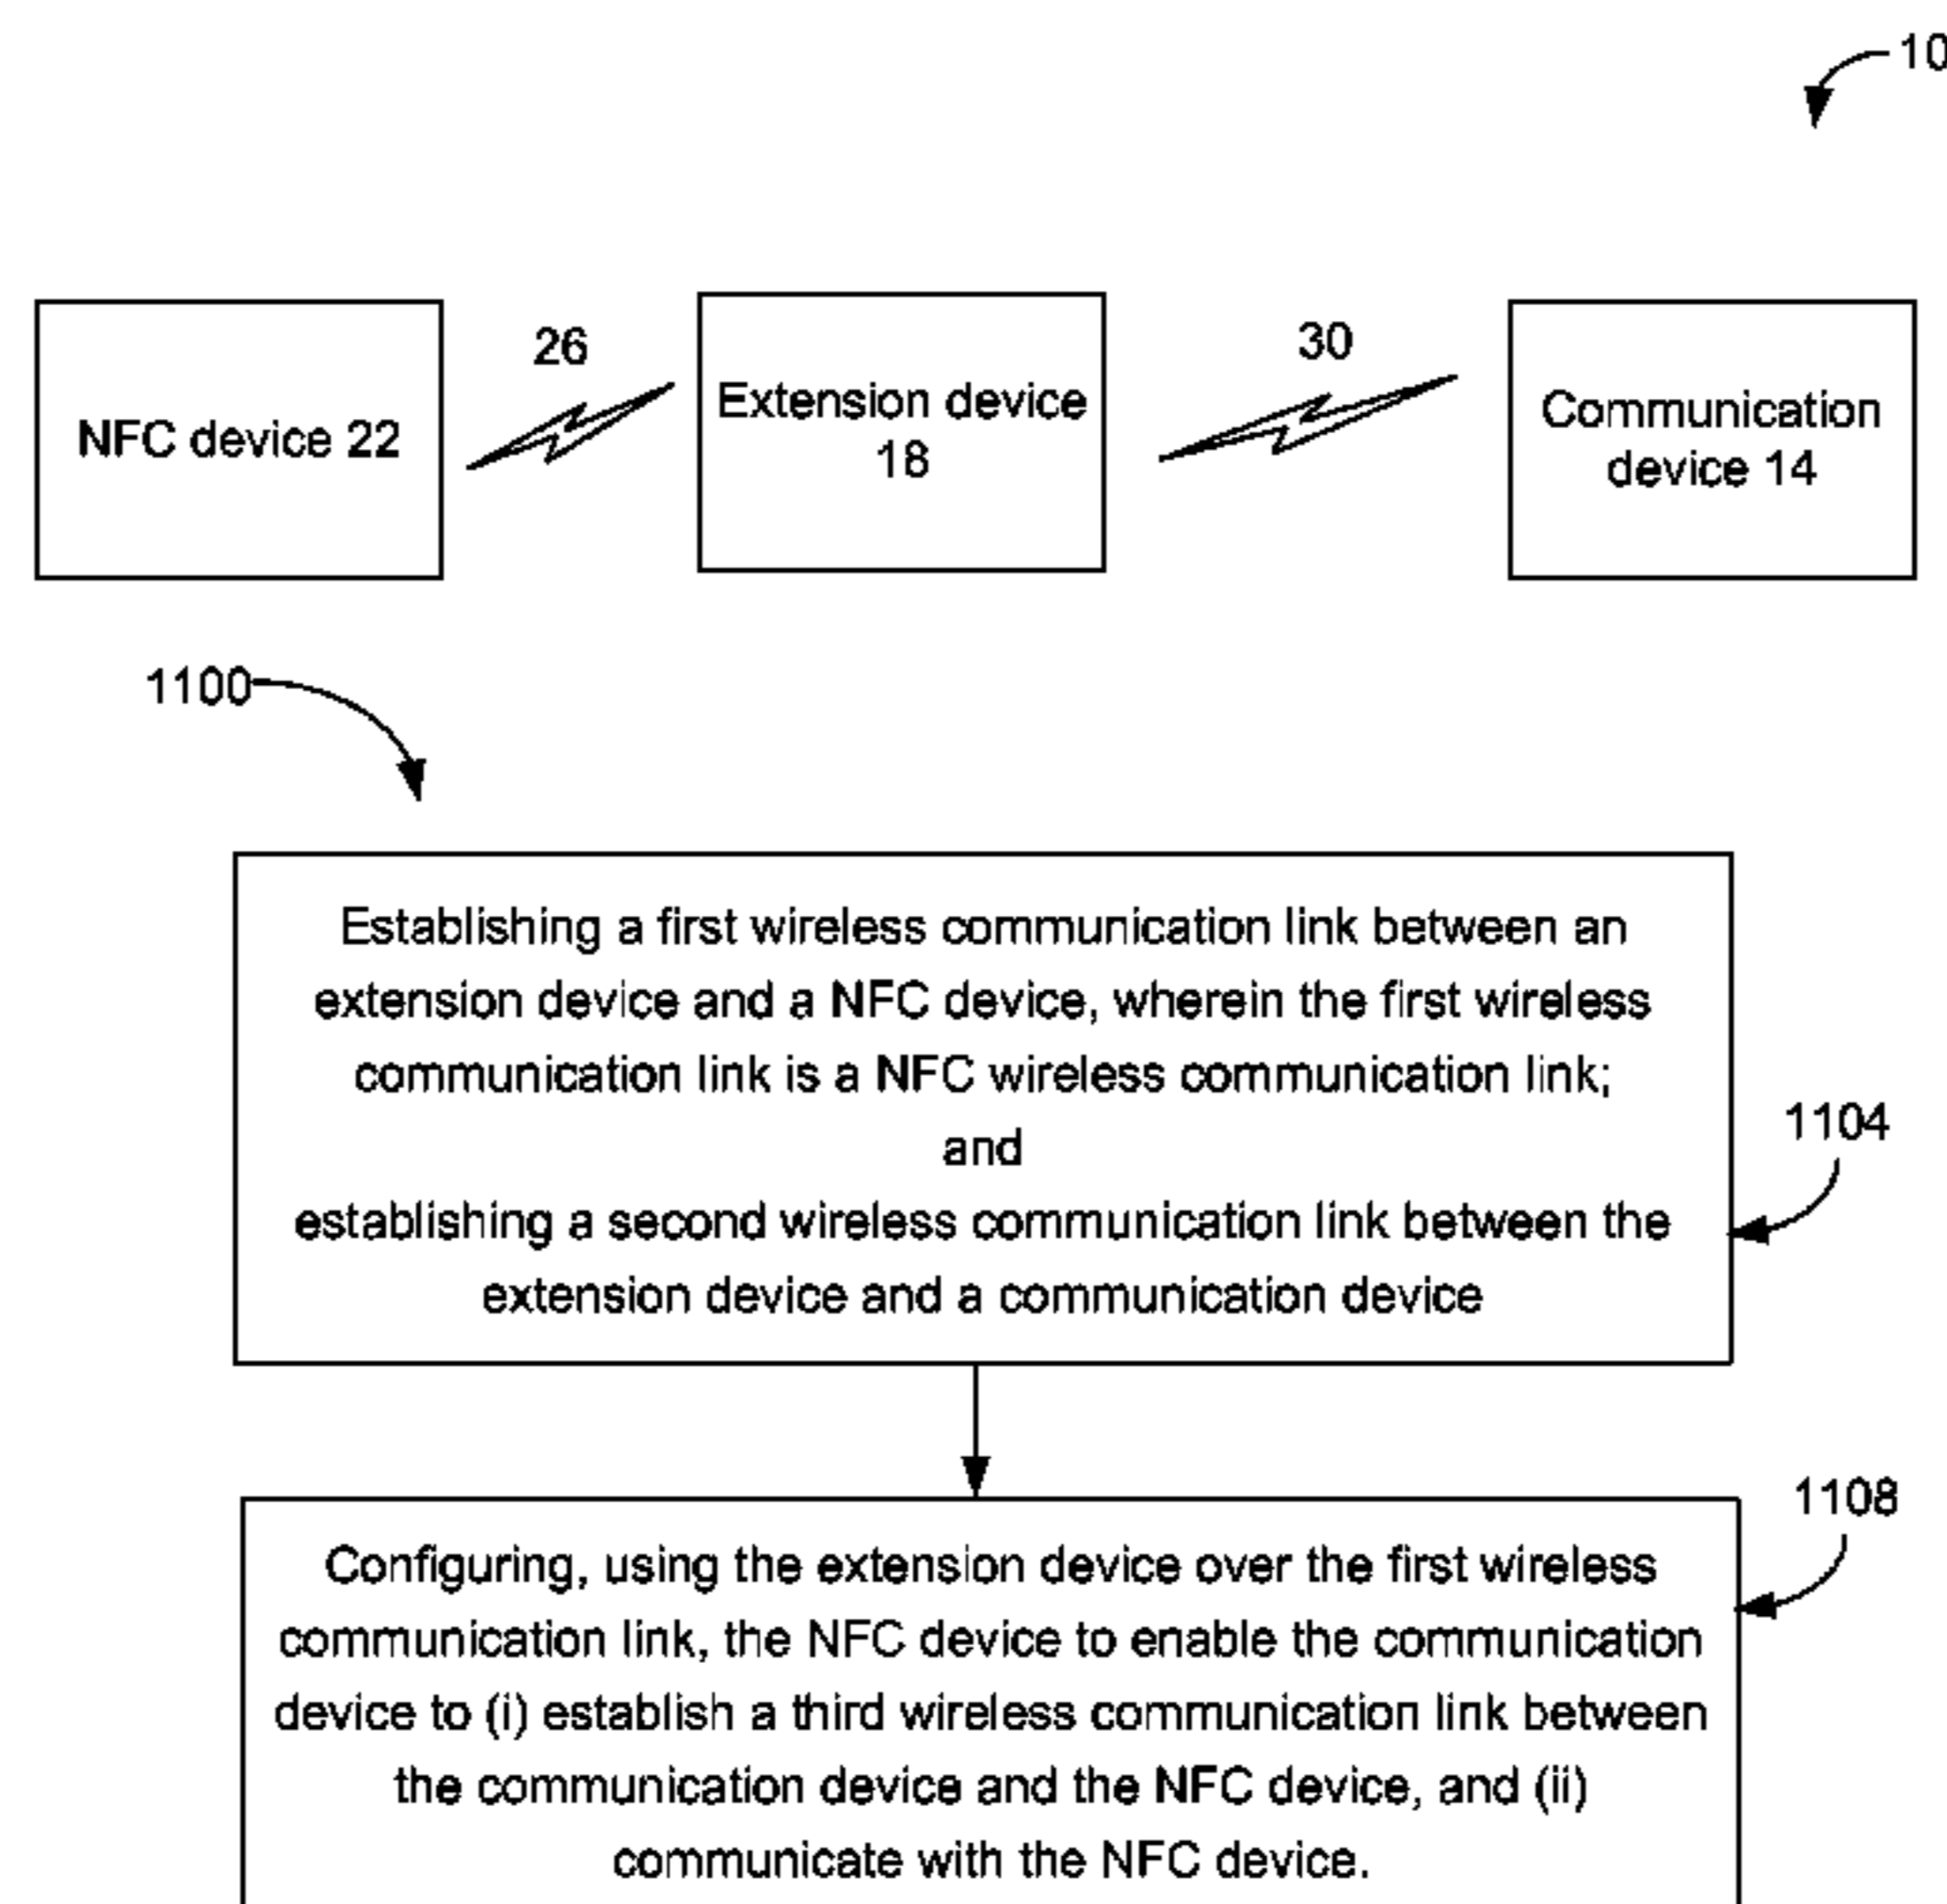 10
26
30
NFC device 22
Extension device
18
Communication
device 14
1100
Establishing a first wireless communication link between an
extension device and a NFC device, wherein the first wireless
communication link is a NFC wireless communication link;
and
establishing a second wireless communication link between the
extension device and a communication device
1104
1108
Configuring, using the extension device over the first wireless
communication link, the NFC device to enable the communication
device to (i) establish a third wireless communication link between
the communication device and the NFC device, and (ii)
communicate with the NFC device.